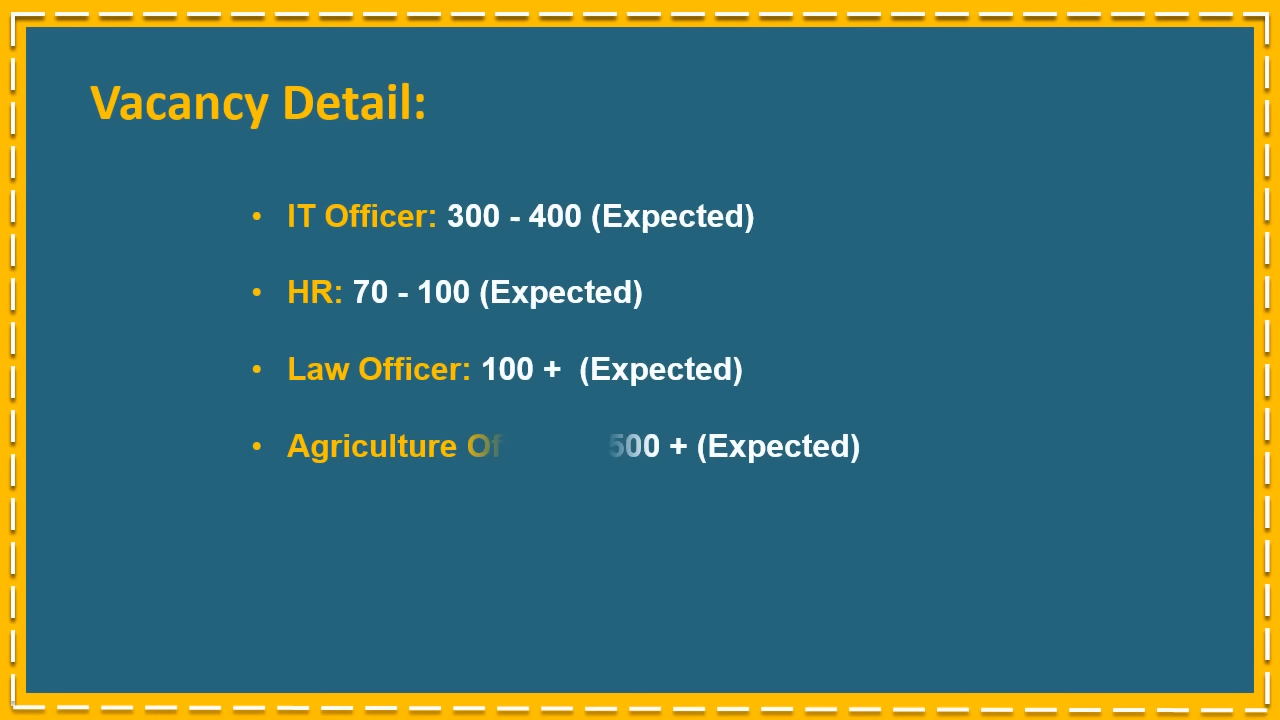 Vacancy Detail:
• IT Officer: 300 - 400 (Expected)
• HR: 70 - 100 (Expected)
• Law Officer: 100 + (Expected)
• Agriculture Of 500 + (Expected)